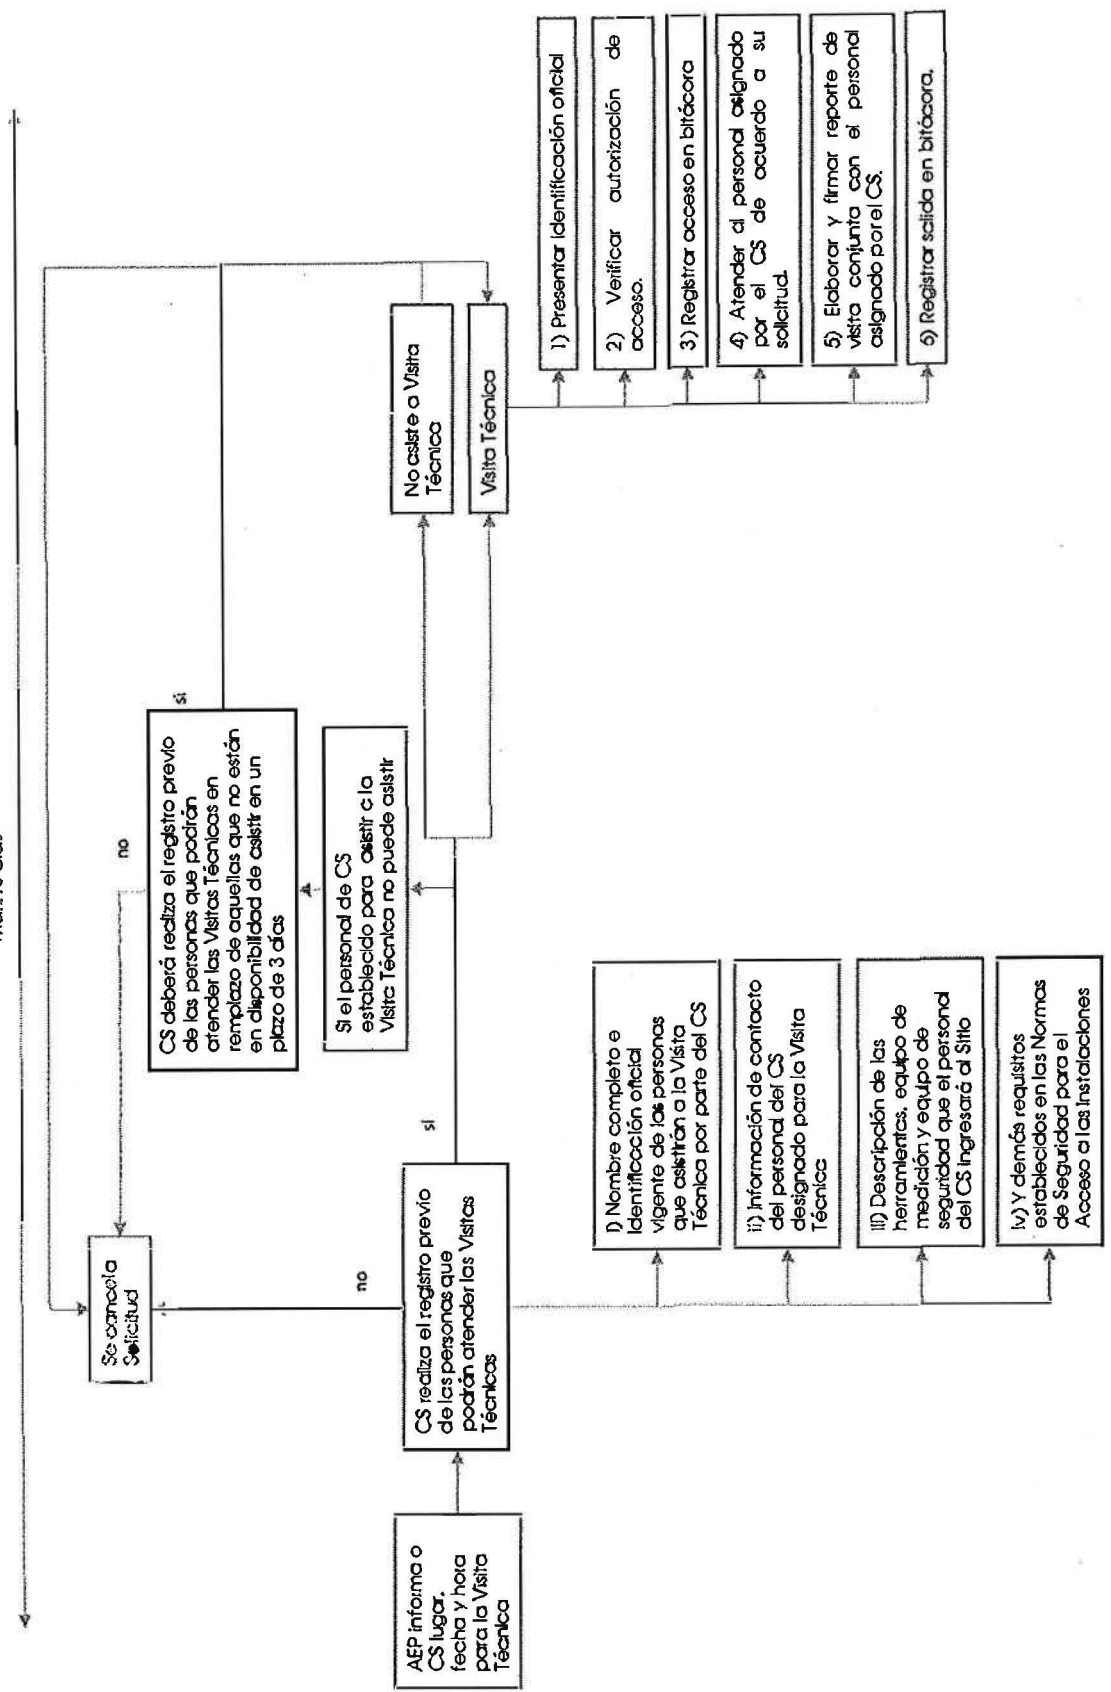 AEP informa a
CS lugar,
fecha y hora
para la Visita
Técnica
CS realiza el registro previo
de las personas que
podrán atender las Visitas
Técnicas
no
si
Se cancela
Solicitud
I) Nombre completo e
identificación oficial
vigente de las personas
que asistirán a la Visita
Técnica por parte del CS
ii) Información de contacto
del personal del CS
designado para la Visita
Técnica
III) Descripción de las
herramientas, equipo de
medición y equipo de
seguridad que el personal
del CS ingresará al Sitio
iv) Y demás requisitos
establecidos en las Normas
de Seguridad para el
Acceso a las Instalaciones
Si el personal de CS
establecido para asistir a la
Visita Técnica no puede asistir
CS deberá realiza el registro previo
de las personas que podrán
atender las Visitas Técnicas en
remplazo de aquellas que no están
en disponibilidad de asistir en un
plazo de 3 días
no
si
No asiste a Visita
Técnica
Visita Técnica
1) Presentar identificación oficial
2) Verificar autorización de
acceso.
3) Registrar acceso en bitácora
4) Atender al personal asignado
por el CS de acuerdo a su
solicitud.
5) Elaborar y firmar reporte de
visita conjunta con el personal
asignado por el CS.
6) Registrar salida en bitácora.